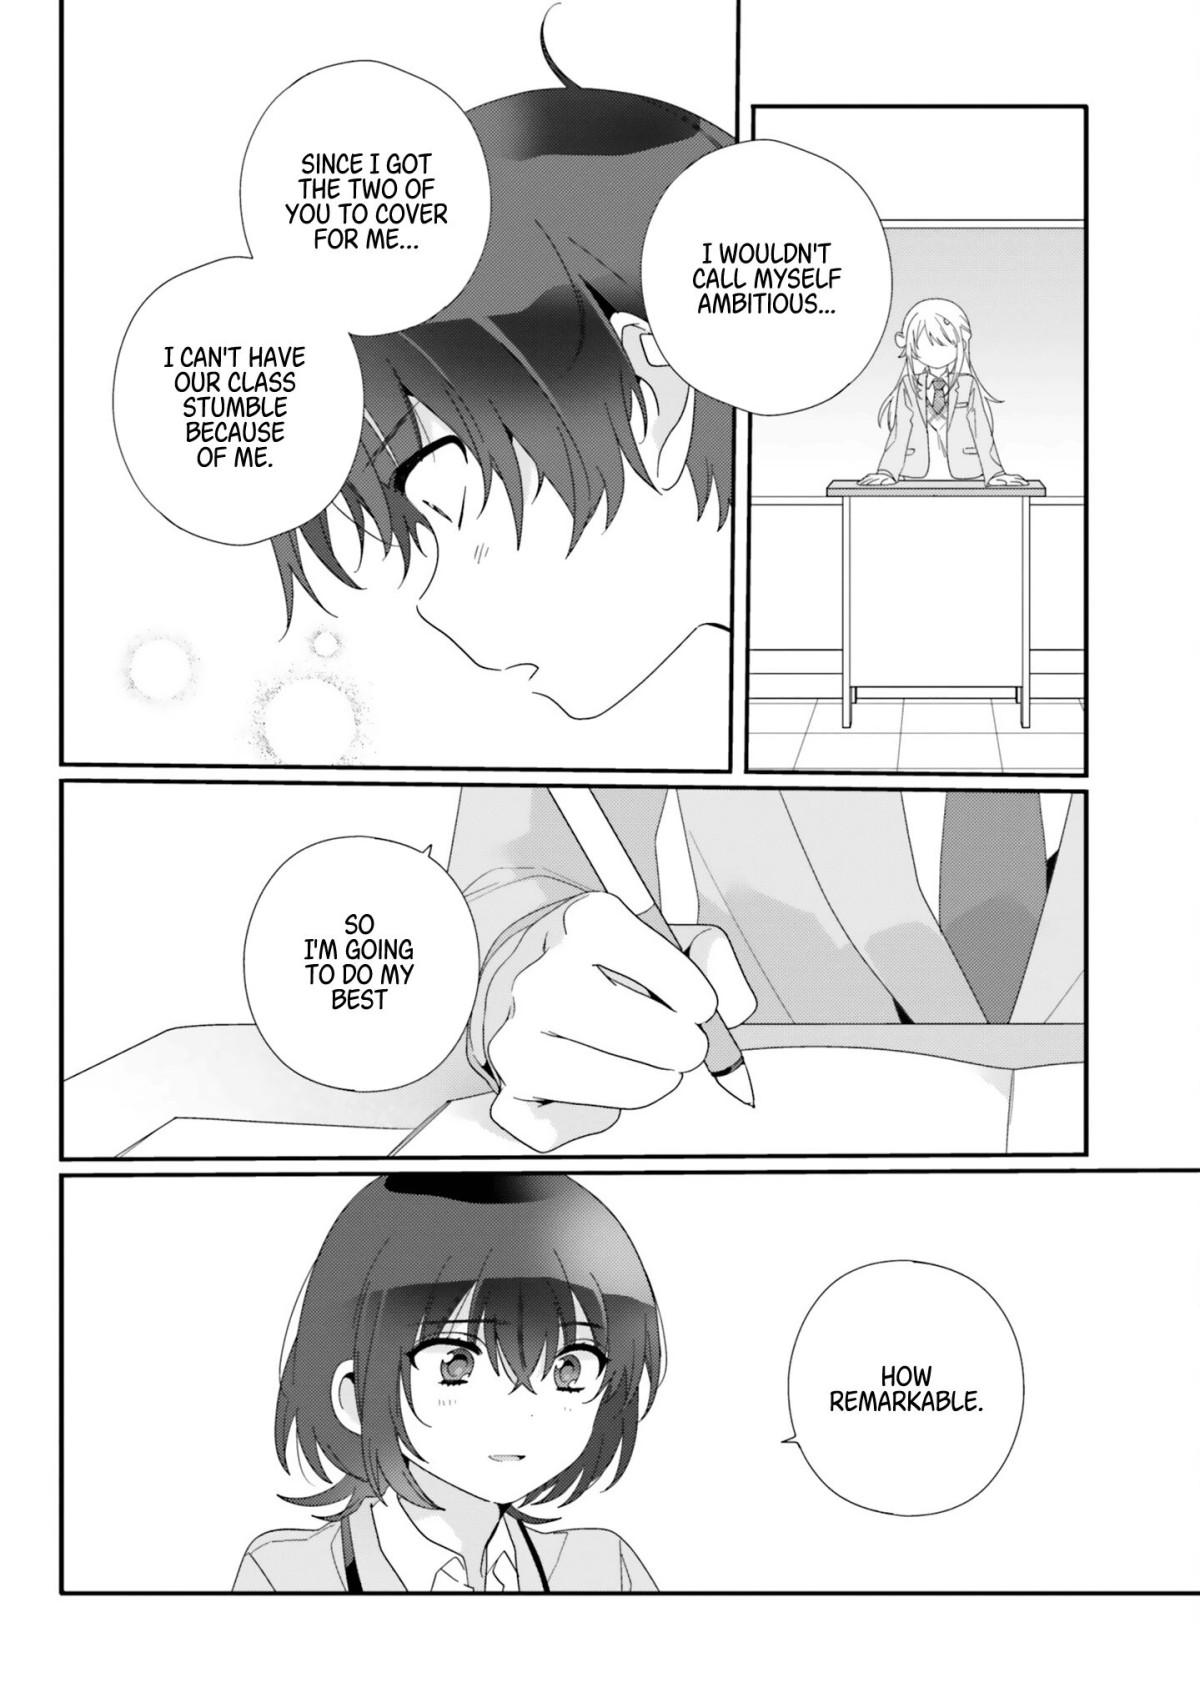 I WOULDN'T
CALL MYSELF
AMBITIOUS...
SINCE I GOT
THE TWO OF
YOU TO COVER
FOR ME...
I CAN'T HAVE
OUR CLASS
STUMBLE
BECAUSE
OF ME.
SO
I'M GOING
TO DO MY
BEST
HOW
REMARKABLE.